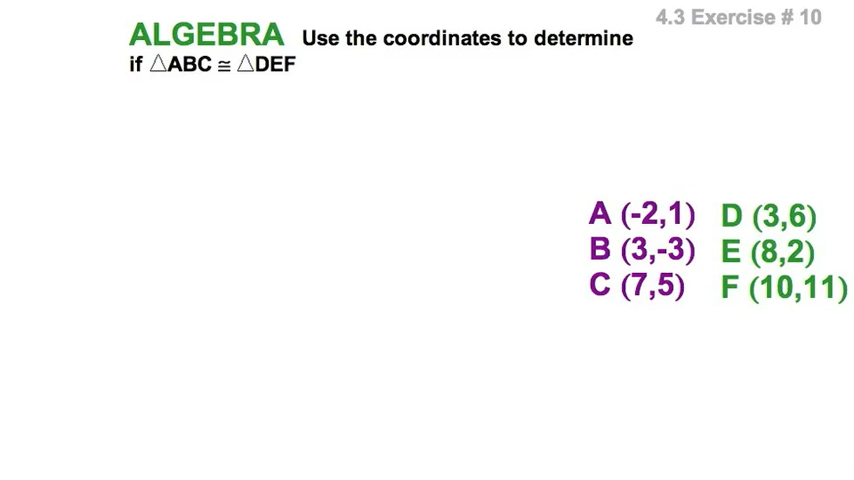 4.3 Exercise # 10
ALGEBRA Use the coordinates to determine
if △ABC ≅ △DEF
A (-2,1) D (3,6)
B (3,-3) E (8,2)
C (7,5) F (10,11)